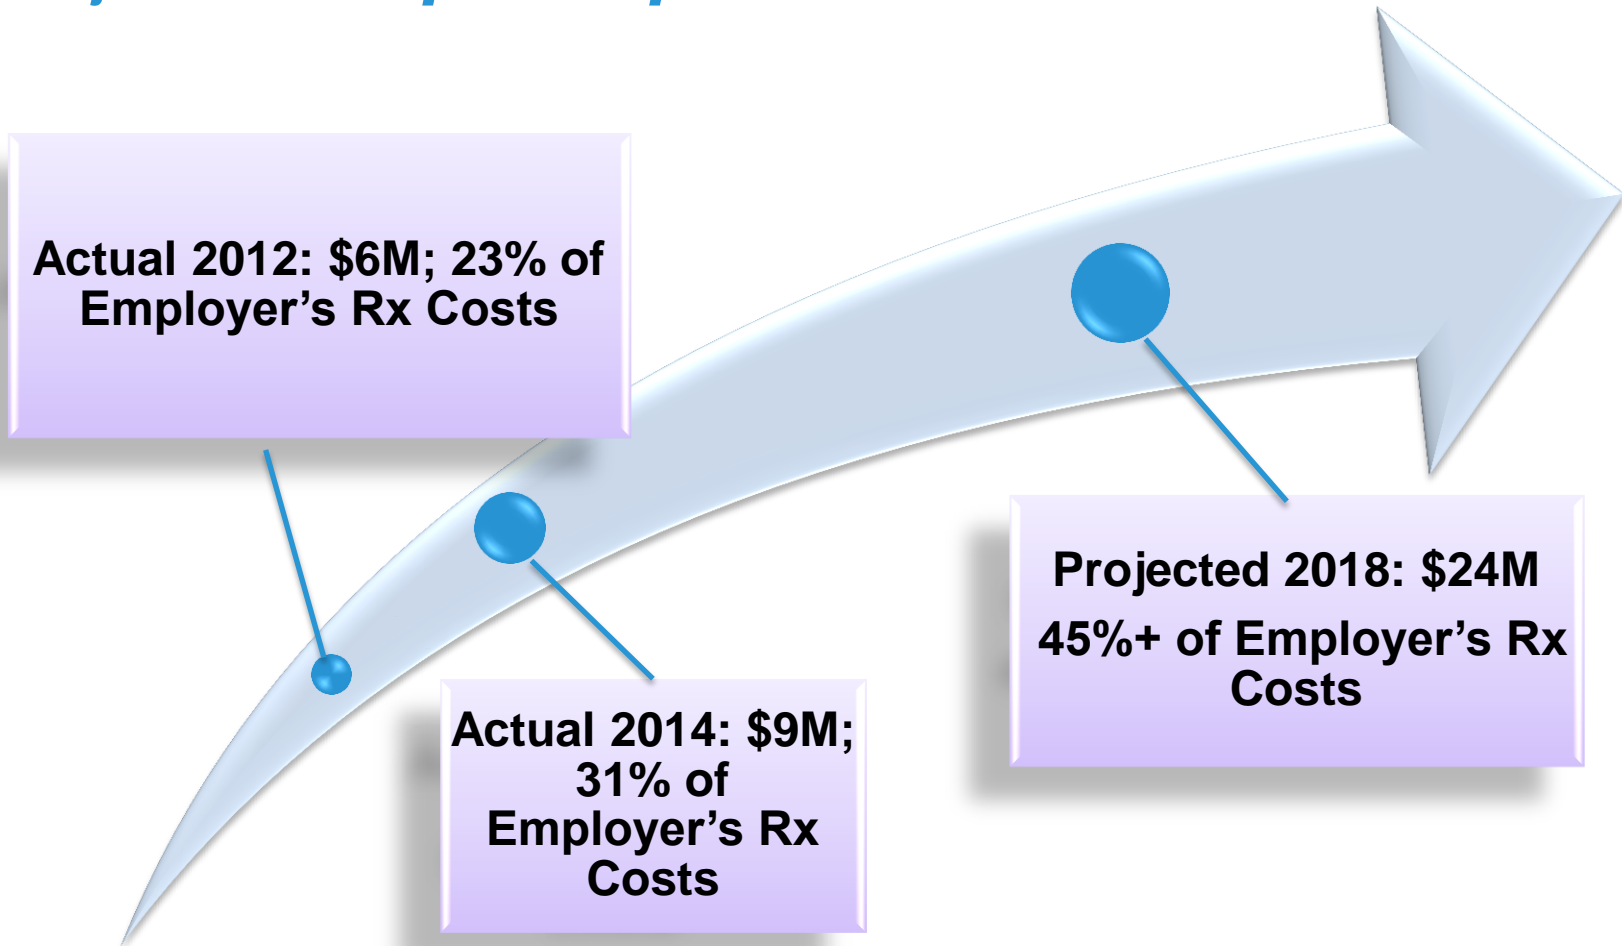 Actual 2012: $6M; 23% of
Employer’s Rx Costs
Actual 2014: $9M;
31% of
Employer’s Rx
Costs
Projected 2018: $24M
45%+ of Employer’s Rx
Costs